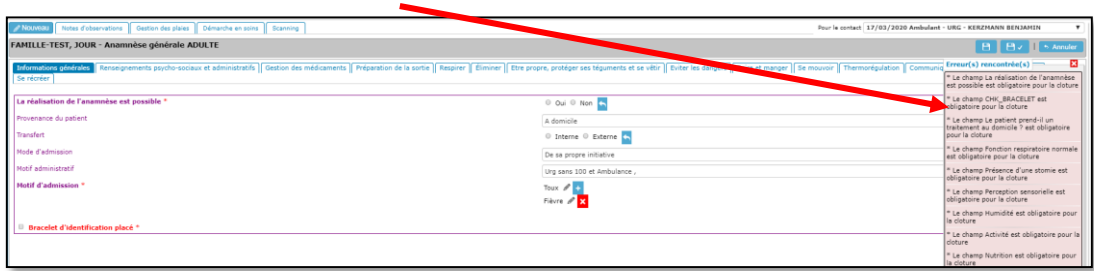 Nouveau Notes d'observations Gestion des plaies Démarche en soins Scanning Pour le contact 17/03/2020 Ambulant - URG - KERZMANN BENJAMIN
FAMILLE-TEST, JOUR - Anamnèse générale ADULTE Annuler
Informations générales Renseignements psycho-sociaux et administratifs Gestion des médicaments Préparation de la sortie Respirer Éliminer Etre propre, protéger ses téguments et se vêtir Eviter les dangers et manger Se mouvoir Thermorégulation Communiq
Se récréer
Erreur(s) rencontrée(s)
* Le champ La réalisation de l'anamnèse
est possible est obligatoire pour la cloture
* Le champ CHK_BRACELET est
obligatoire pour la cloture
* Le champ Le patient prend-il un
traitement au domicile ? est obligatoire
pour la cloture
* Le champ Fonction respiratoire normale
est obligatoire pour la cloture
* Le champ Présence d'une stomie est
obligatoire pour la cloture
* Le champ Perception sensorielle est
obligatoire pour la cloture
* Le champ Humidité est obligatoire pour
la cloture
* Le champ Activité est obligatoire pour la
cloture
* Le champ Nutrition est obligatoire pour
la cloture
La réalisation de l'anamnèse est possible * Oui Non
Provenance du patient A domicile
Transfert Interne Externe
Mode d'admission De sa propre initiative
Motif administratif Urg sans 100 et Ambulance ,
Motif d'admission * Toux
Fièvre
Bracelet d'identification placé *